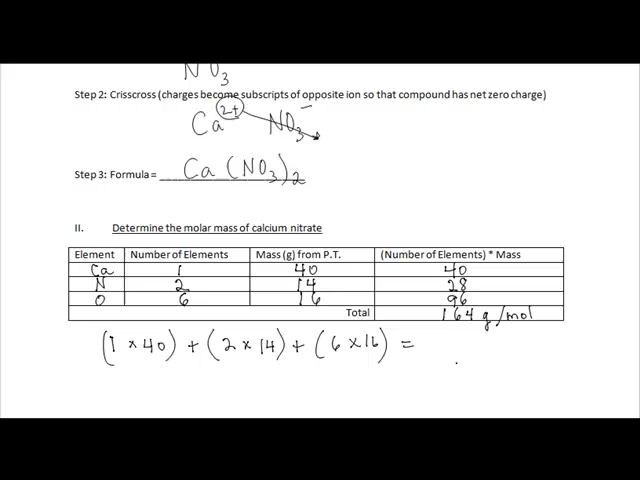 NO3
Step 2: Crisscross (charges become subscripts of opposite ion so that compound has net zero charge)
Ca 2+ NO3 -
Step 3: Formula = Ca (NO3)2
II. Determine the molar mass of calcium nitrate
Element Number of Elements Mass (g) from P.T. (Number of Elements) * Mass
Ca 1 40 40
N 2 14 28
O 6 16 96
Total 164 g/mol
(1 × 40) + (2 × 14) + (6 × 16) =